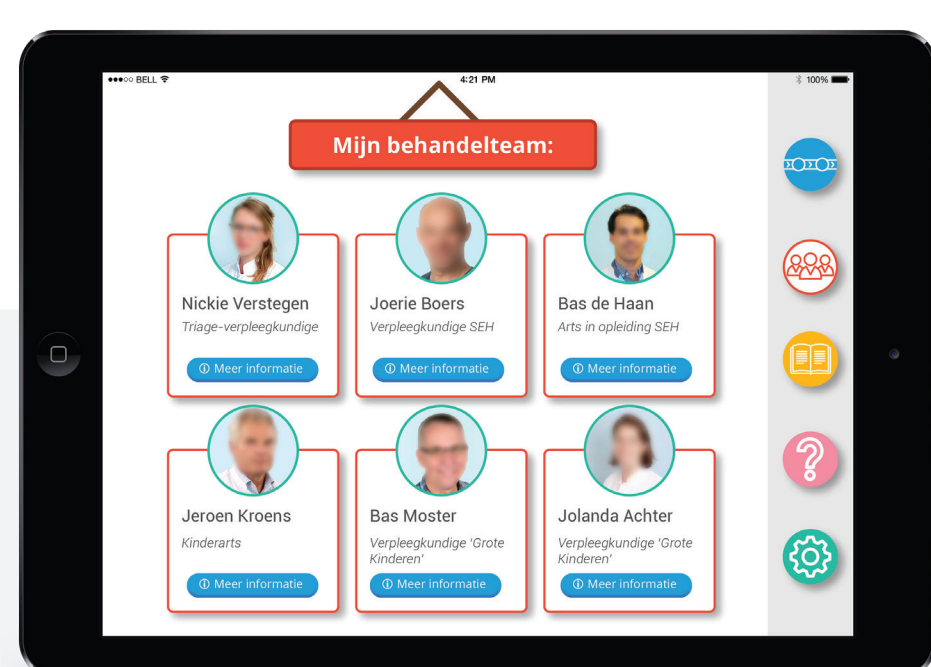 BELL
4:21 PM
100%
Mijn behandelteam:
Nickie Verstegen
Triage-verpleegkundige
Meer informatie
Joerie Boers
Verpleegkundige SEH
Meer informatie
Bas de Haan
Arts in opleiding SEH
Meer informatie
Jeroen Kroens
Kinderarts
Meer informatie
Bas Moster
Verpleegkundige 'Grote
Kinderen'
Meer informatie
Jolanda Achter
Verpleegkundige 'Grote
Kinderen'
Meer informatie